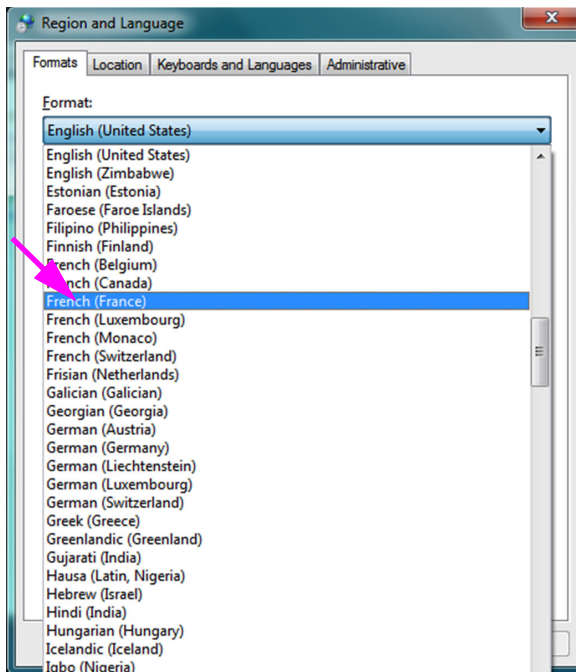 Region and Language
Formats Location Keyboards and Languages Administrative
Format:
English (United States)
English (United States)
English (Zimbabwe)
Estonian (Estonia)
Faroese (Faroe Islands)
Filipino (Philippines)
Finnish (Finland)
French (Belgium)
French (Canada)
French (France)
French (Luxembourg)
French (Monaco)
French (Switzerland)
Frisian (Netherlands)
Galician (Galician)
Georgian (Georgia)
German (Austria)
German (Germany)
German (Liechtenstein)
German (Luxembourg)
German (Switzerland)
Greek (Greece)
Greenlandic (Greenland)
Gujarati (India)
Hausa (Latin, Nigeria)
Hebrew (Israel)
Hindi (India)
Hungarian (Hungary)
Icelandic (Iceland)
Igbo (Nigeria)